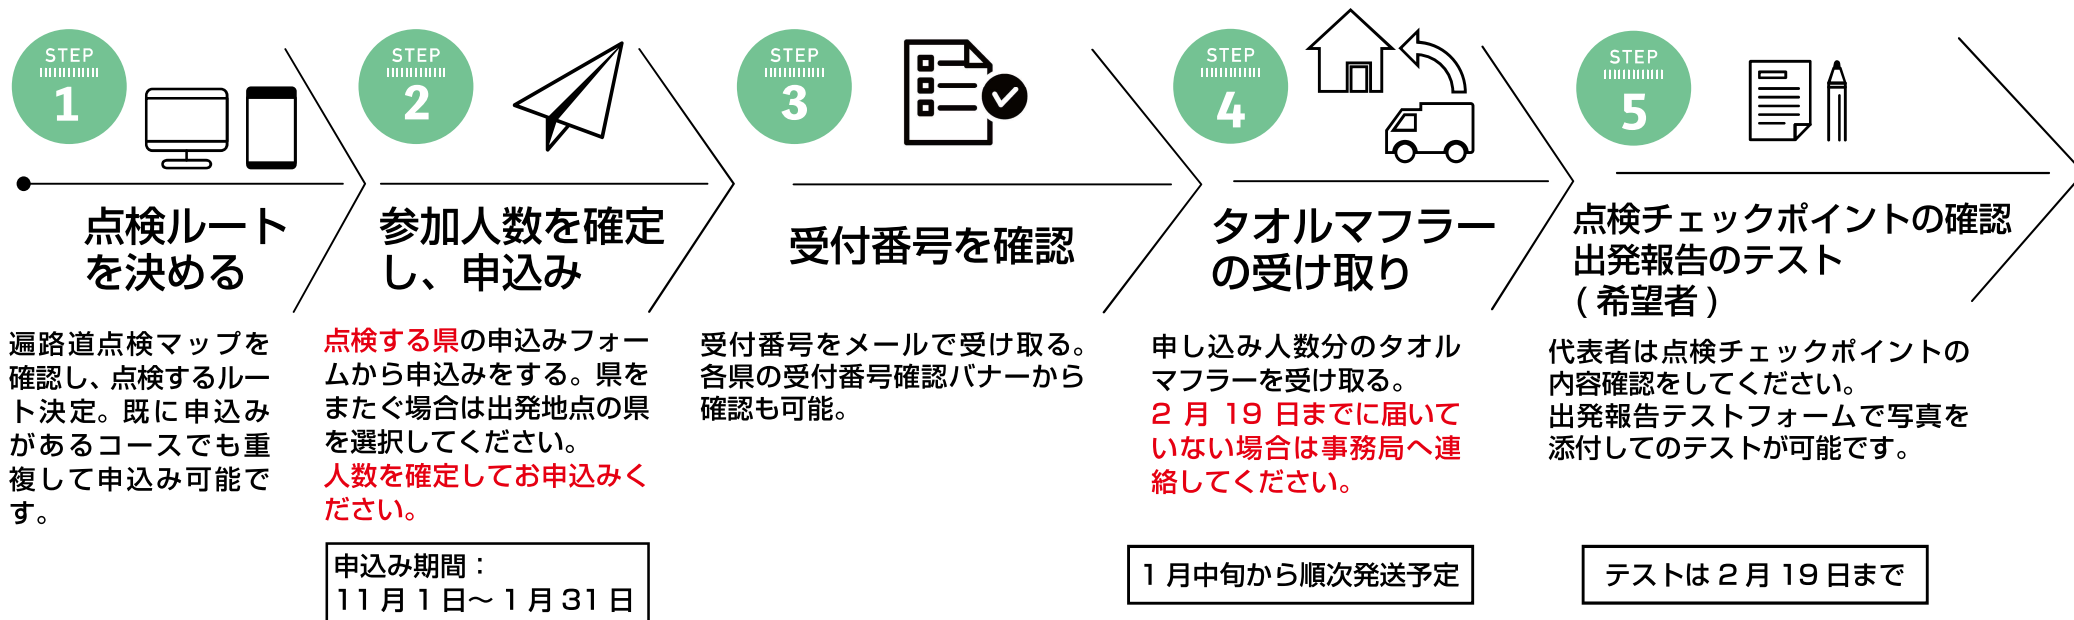 STEP
1
点検ルート
を決める
遍路道点検マップを
確認し、点検するルー
ト決定。既に申込み
があるコースでも重
複して申込み可能で
す。
STEP
2
参加人数を確定
し、申込み
点検する県の申込みフォー
ムから申込みをする。県を
またぐ場合は出発地点の県
を選択してください。
人数を確定してお申込みく
ださい。
申込み期間：
11月1日～1月31日
STEP
3
受付番号を確認
受付番号をメールで受け取る。
各県の受付番号確認バナーから
確認も可能。
STEP
4
タオルマフラー
の受け取り
申し込み人数分のタオル
マフラーを受け取る。
2月19日までに届いて
いない場合は事務局へ連
絡してください。
1月中旬から順次発送予定
STEP
5
点検チェックポイントの確認
出発報告のテスト
(希望者)
代表者は点検チェックポイントの
内容確認をしてください。
出発報告テストフォームで写真を
添付してのテストが可能です。
テストは2月19日まで